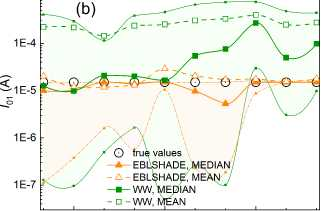 (b)
1E-4
1E-5
1E-6
1E-7
I01 (A)
true values
EBLSHADE, MEDIAN
EBLSHADE, MEAN
WW, MEDIAN
WW, MEAN